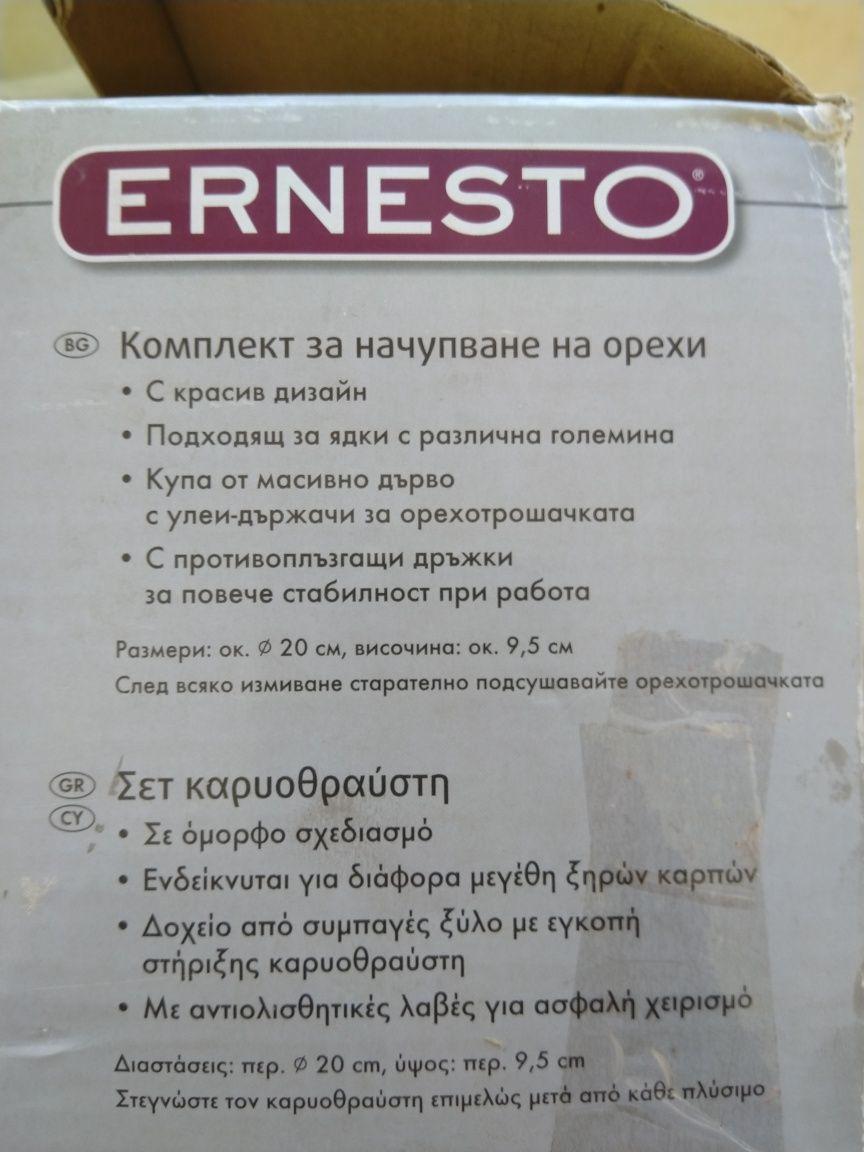 ERNESTO®
BG Комплект за начупване на орехи
• С красив дизайн
• Подходящ за ядки с различна големина
• Купа от масивно дърво
с улеи-държачи за орехотрошачката
• С противоплъзгащи дръжки
за повече стабилност при работа
Размери: ок. Ø 20 см, височина: ок. 9,5 см
След всяко измиване старателно подсушавайте орехотрошачката
GR Σετ καρυοθραύστη
CY
• Σε όμορφο σχεδιασμό
• Ενδείκνυται για διάφορα μεγέθη ξηρών καρπών
• Δοχείο από συμπαγές ξύλο με εγκοπή
στήριξης καρυοθραύστη
• Με αντιολισθητικές λαβές για ασφαλή χειρισμό
Διαστάσεις: περ. Ø 20 cm, ύψος: περ. 9,5 cm
Στεγνώστε τον καρυοθραύστη επιμελώς μετά από κάθε πλύσιμο